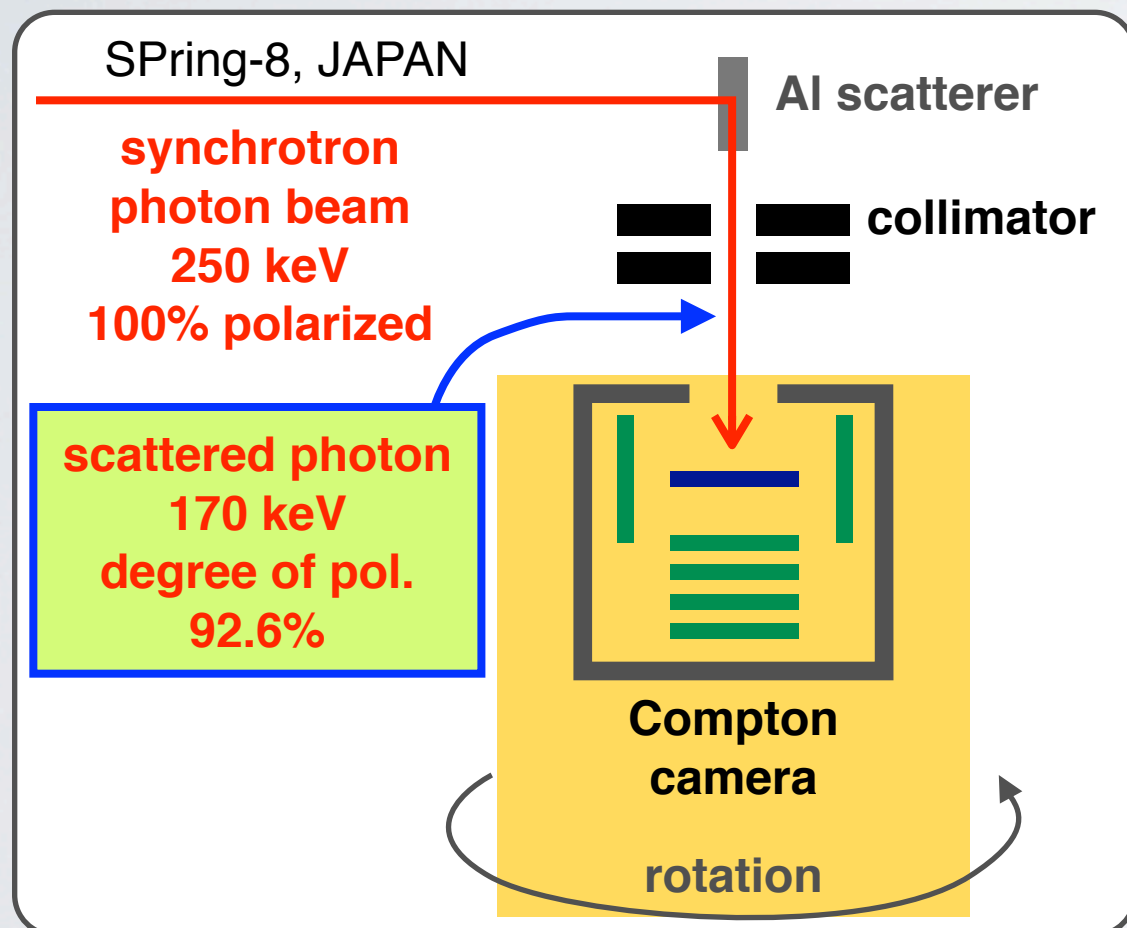 SPring-8, JAPAN
Al scatterer
synchrotron
photon beam
250 keV
100% polarized
collimator
scattered photon
170 keV
degree of pol.
92.6%
Compton
camera
rotation